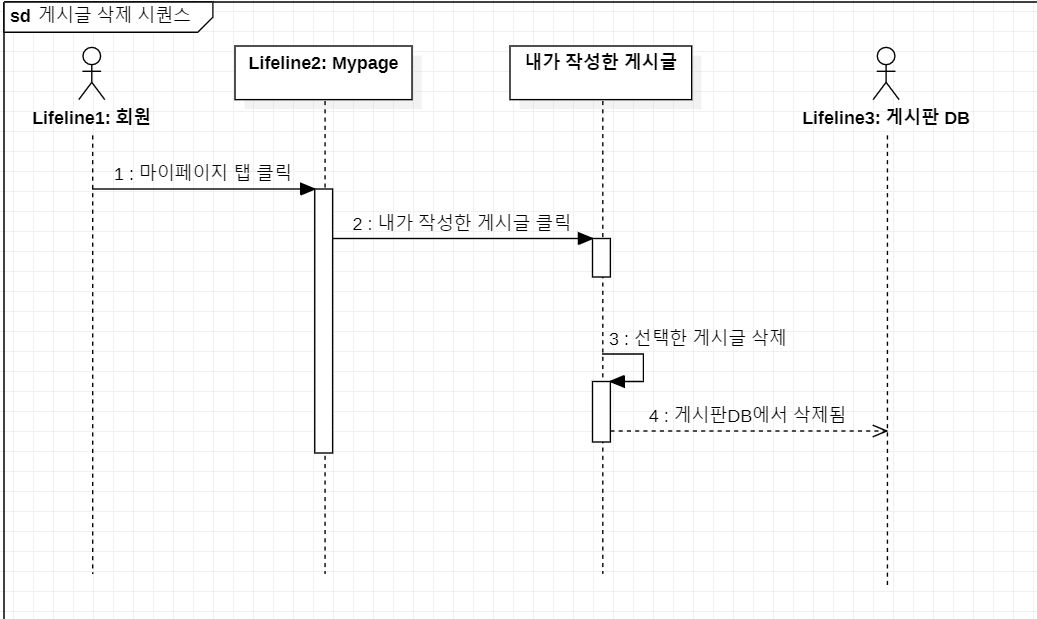 sd 게시글 삭제 시퀀스
Lifeline2: Mypage
내가 작성한 게시글
Lifeline1: 회원
Lifeline3: 게시판 DB
1 : 마이페이지 탭 클릭
2 : 내가 작성한 게시글 클릭
3 : 선택한 게시글 삭제
4 : 게시판DB에서 삭제됨